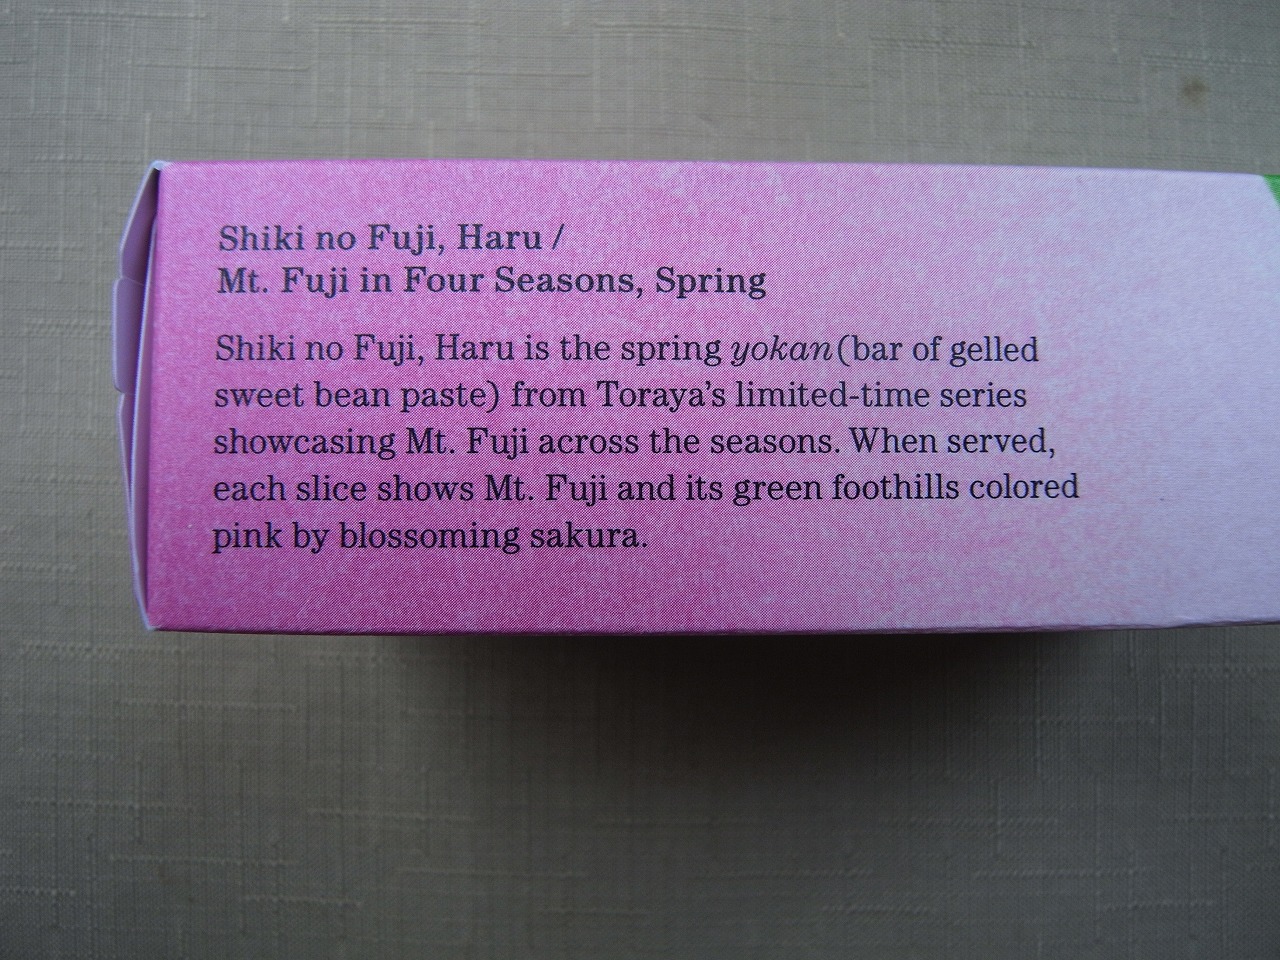 Shiki no Fuji, Haru /
Mt. Fuji in Four Seasons, Spring
Shiki no Fuji, Haru is the spring yokan(bar of gelled
sweet bean paste) from Toraya’s limited-time series
showcasing Mt. Fuji across the seasons. When served,
each slice shows Mt. Fuji and its green foothills colored
pink by blossoming sakura.